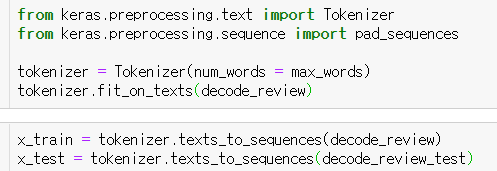 from keras.preprocessing.text import Tokenizer
from keras.preprocessing.sequence import pad_sequences
tokenizer = Tokenizer(num_words = max_words)
tokenizer.fit_on_texts(decode_review)
x_train = tokenizer.texts_to_sequences(decode_review)
x_test = tokenizer.texts_to_sequences(decode_review_test)